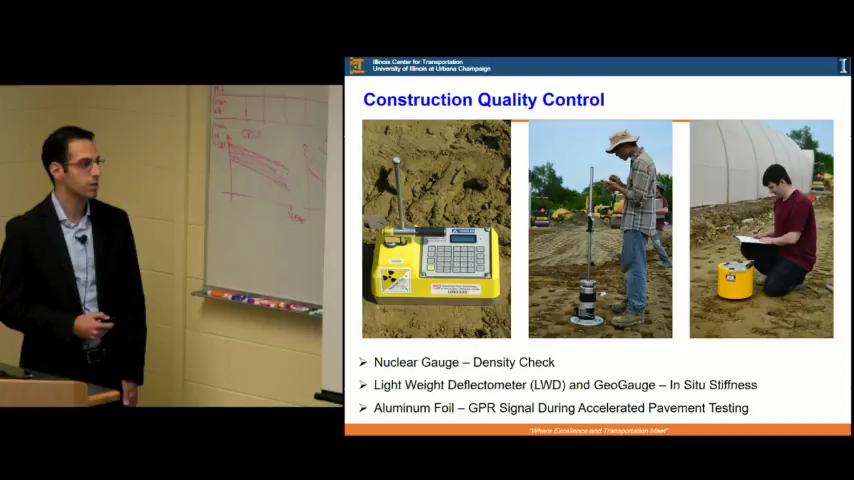 Illinois Center for Transportation
University of Illinois at Urbana Champaign
Construction Quality Control
➢ Nuclear Gauge – Density Check
➢ Light Weight Deflectometer (LWD) and GeoGauge – In Situ Stiffness
➢ Aluminum Foil – GPR Signal During Accelerated Pavement Testing
"Where Excellence and Transportation Meet"